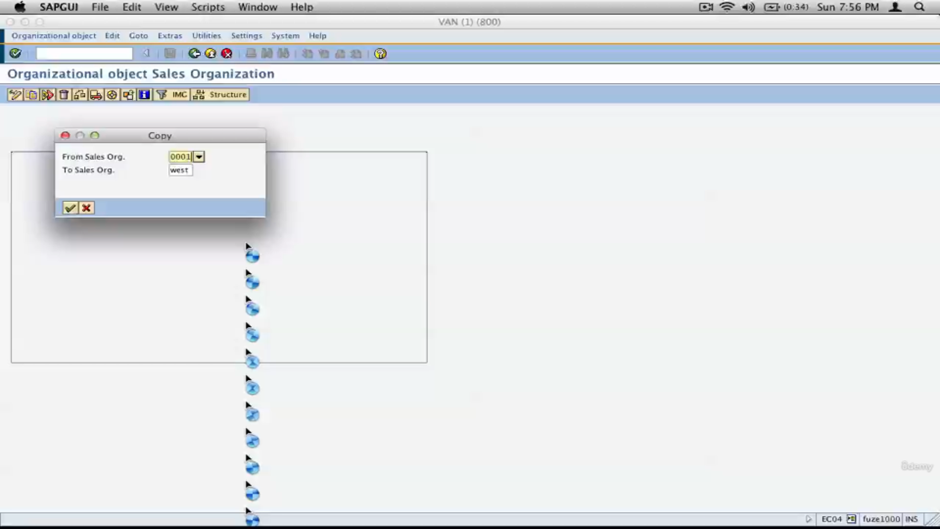 SAPGUI File Edit View Scripts Window Help (0:34) Sun 7:56 PM
VAN (1) (800)
Organizational object Edit Goto Extras Utilities Settings System Help
Organizational object Sales Organization
IMG Structure
Copy
From Sales Org. 0001
To Sales Org. west
Udemy
EC04 fuze1000 INS